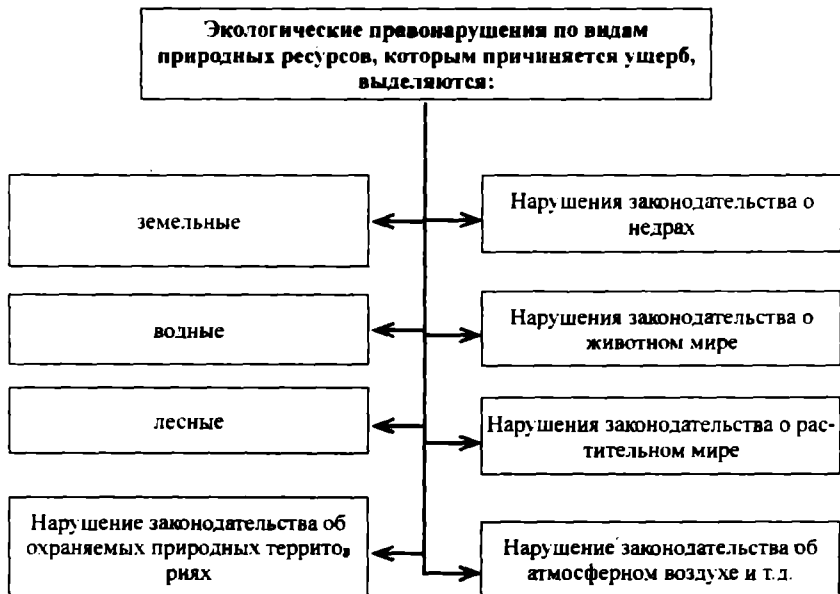 Экологические правонарушения по видам
природных ресурсов, которым причиняется ущерб,
выделяются:
земельные
Нарушения законодательства о
недрах
водные
Нарушения законодательства о
животном мире
лесные
Нарушения законодательства о рас-
тительном мире
Нарушение законодательства об
охраняемых природных террито,
риях
Нарушение законодательства об
атмосферном воздухе и т.д.